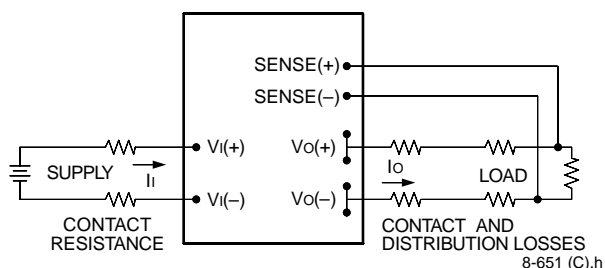 SENSE(+)
SENSE(–)
VI(+)
VO(+)
SUPPLY
II
IO
LOAD
VI(–)
VO(–)
CONTACT
RESISTANCE
CONTACT AND
DISTRIBUTION LOSSES
8-651 (C).h